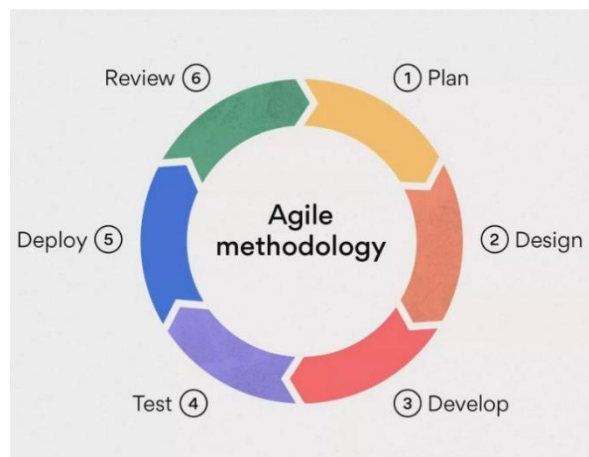 Agile
methodology
1 Plan
2 Design
3 Develop
Test 4
Deploy 5
Review 6